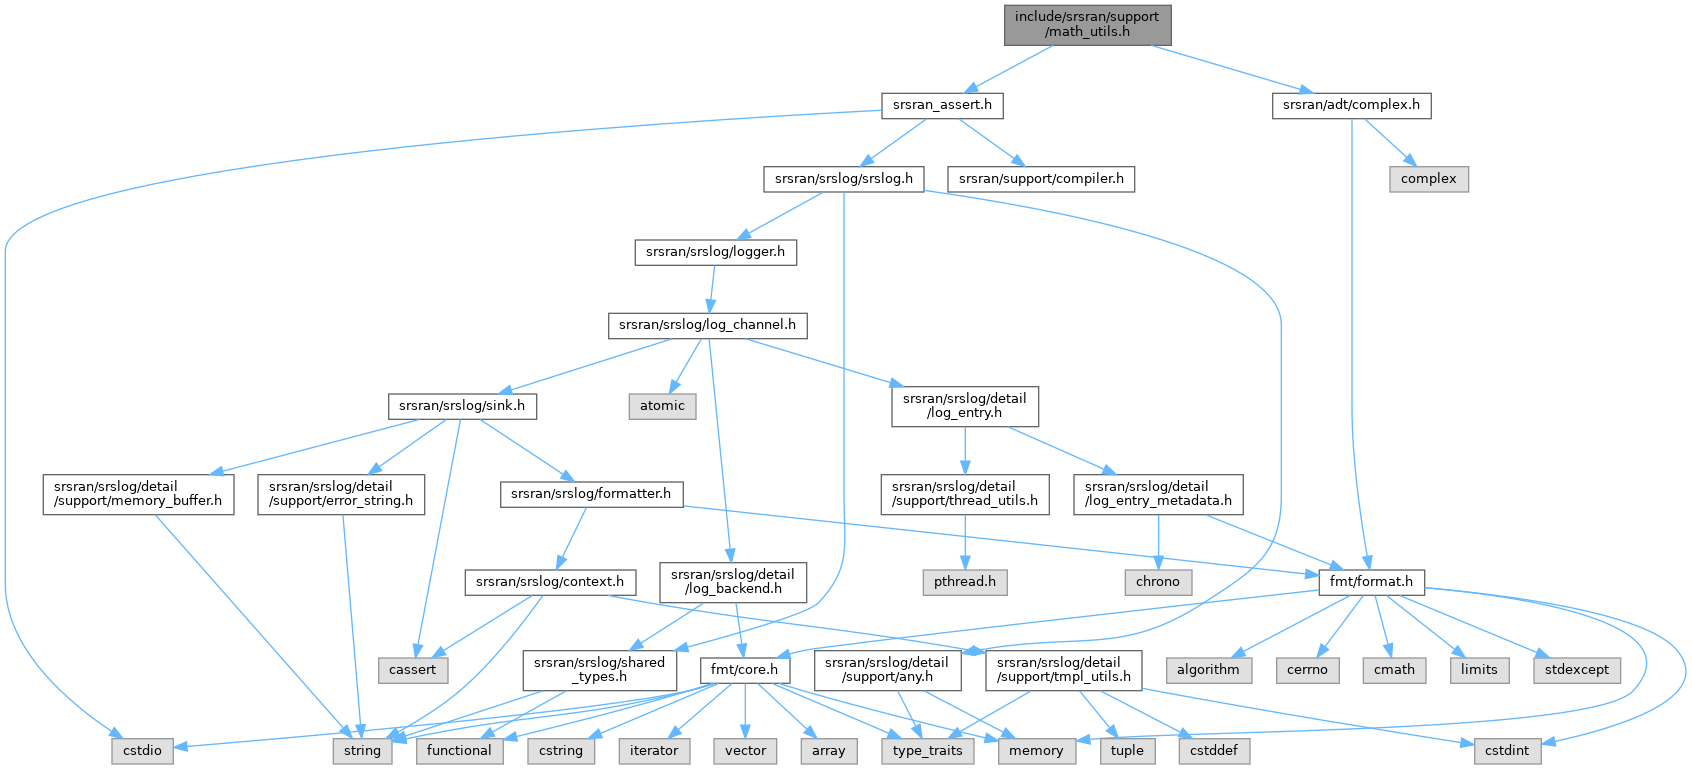 include/srsran/support
/math_utils.h
srsran_assert.h
srsran/adt/complex.h
srsran/srslog/srslog.h
srsran/support/compiler.h
complex
srsran/srslog/logger.h
srsran/srslog/log_channel.h
srsran/srslog/sink.h
atomic
srsran/srslog/detail
/log_entry.h
srsran/srslog/detail
/support/memory_buffer.h
srsran/srslog/detail
/support/error_string.h
srsran/srslog/formatter.h
srsran/srslog/detail
/support/thread_utils.h
srsran/srslog/detail
/log_entry_metadata.h
srsran/srslog/context.h
srsran/srslog/detail
/log_backend.h
pthread.h
chrono
fmt/format.h
cassert
srsran/srslog/shared
_types.h
fmt/core.h
srsran/srslog/detail
/support/any.h
srsran/srslog/detail
/support/tmpl_utils.h
algorithm
cerrno
cmath
limits
stdexcept
cstdio
string
functional
cstring
iterator
vector
array
type_traits
memory
tuple
cstddef
cstdint